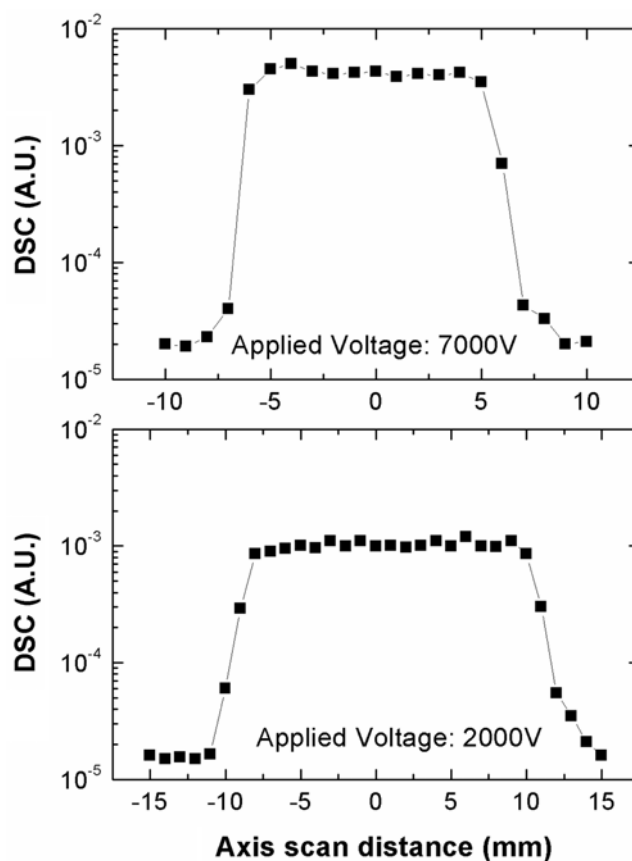 10^-2
10^-3
10^-4
10^-5
DSC (A.U.)
Applied Voltage: 7000V
-10 -5 0 5 10
10^-2
10^-3
10^-4
10^-5
DSC (A.U.)
Applied Voltage: 2000V
-15 -10 -5 0 5 10 15
Axis scan distance (mm)